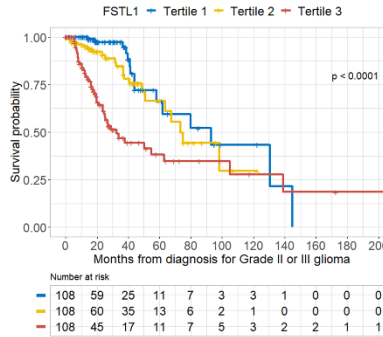 FSTL1 Tertile 1 Tertile 2 Tertile 3
1.00
0.75
0.50
0.25
0.00
Survival probability
p < 0.0001
0 20 40 60 80 100 120 140 160 180 200
Months from diagnosis for Grade II or III glioma
Number at risk
108 59 25 11 7 3 3 1 0 0 0
108 60 35 13 6 2 1 0 0 0 0
108 45 17 11 7 5 3 2 2 1 1